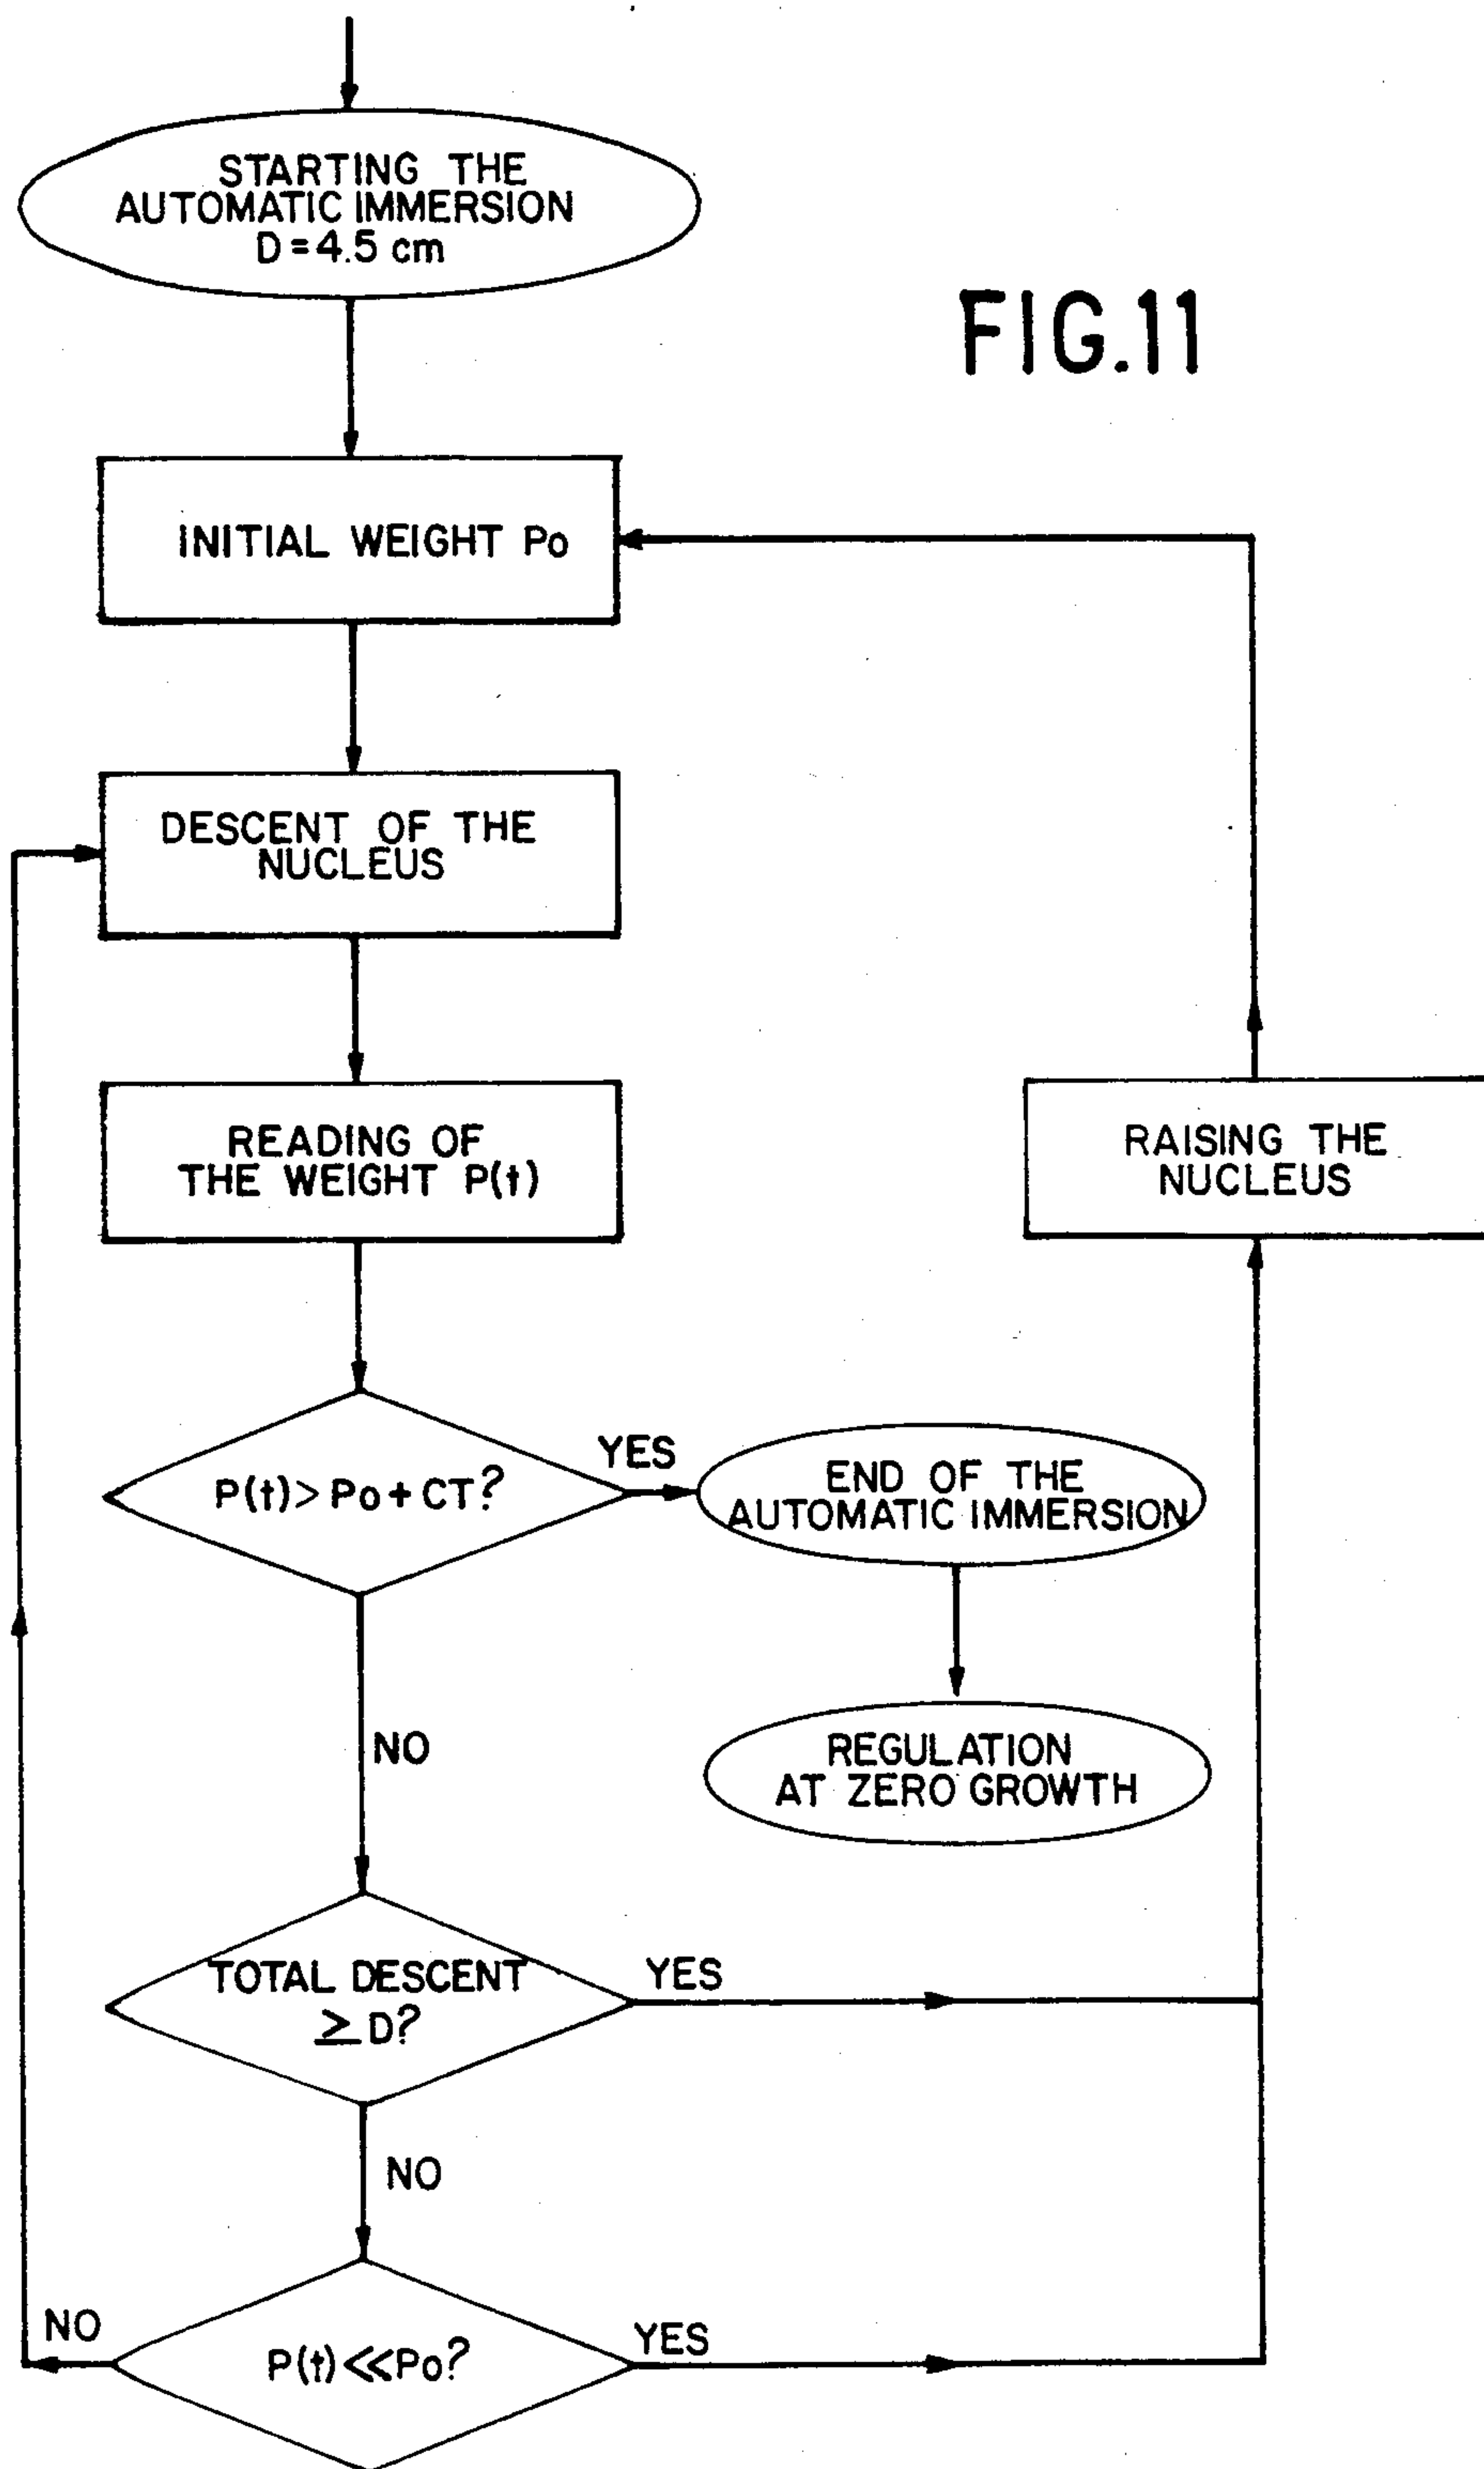 STARTING THE
AUTOMATIC IMMERSION
D = 4.5 cm
FIG.11
INITIAL WEIGHT Po
DESCENT OF THE
NUCLEUS
READING OF
THE WEIGHT P(t)
RAISING THE
NUCLEUS
P(t) > Po + CT?
YES
END OF THE
AUTOMATIC IMMERSION
NO
REGULATION
AT ZERO GROWTH
TOTAL DESCENT
≥ D?
YES
NO
P(t) ≪ Po?
NO
YES